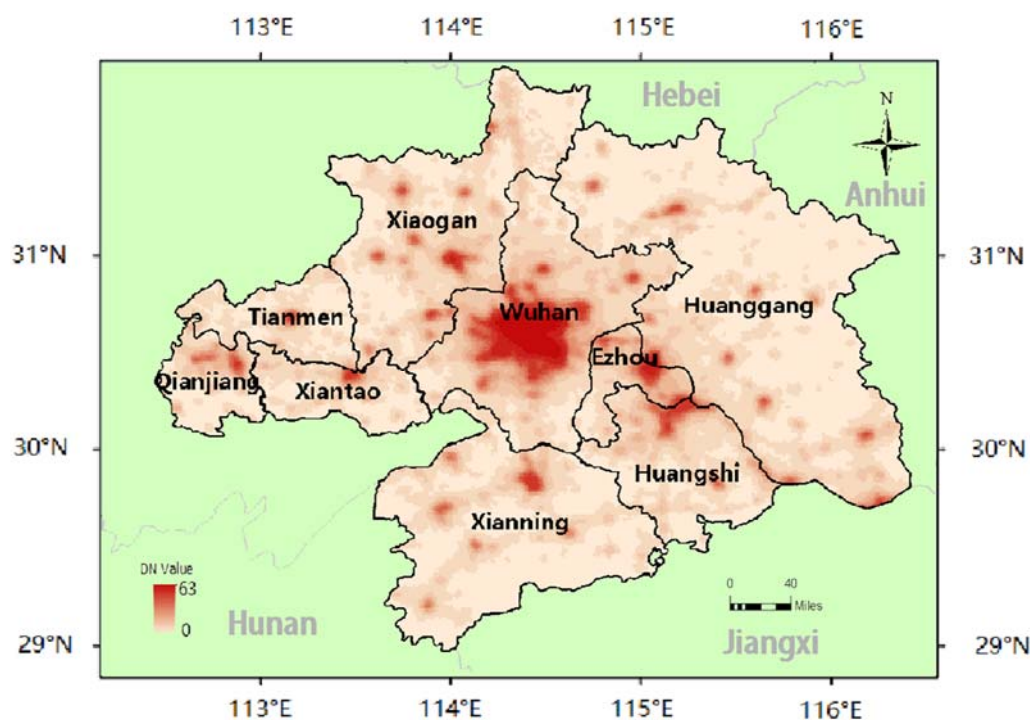 113°E 114°E 115°E 116°E
Hebei
N
Anhui
Xiaogan
31°N 31°N
Huanggang
Wuhan
Tianmen
Ezhou
Qianjiang
Xiantao
30°N 30°N
Huangshi
Xianning
DN Value
63
0
0 40
Miles
Hunan
Jiangxi
29°N 29°N
113°E 114°E 115°E 116°E